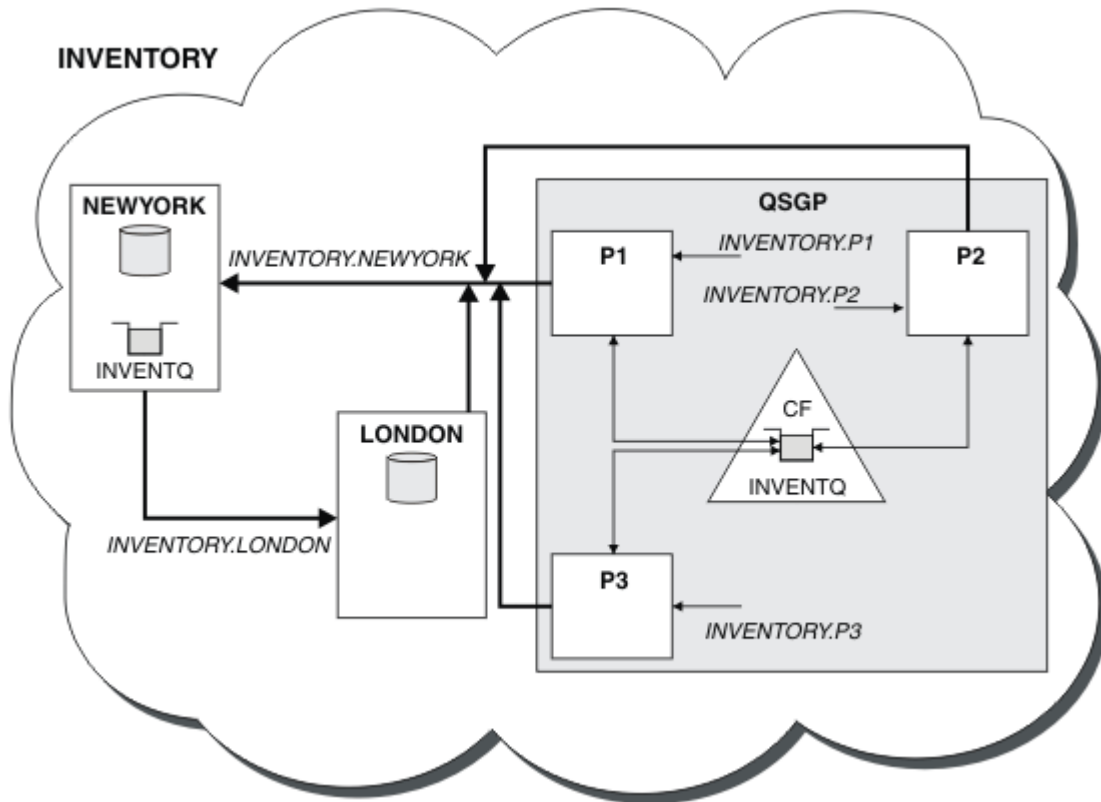 INVENTORY
NEWYORK
INVENTQ
INVENTORY.NEWYORK
LONDON
INVENTORY.LONDON
QSGP
P1
INVENTORY.P1
P2
INVENTORY.P2
CF
INVENTQ
P3
INVENTORY.P3